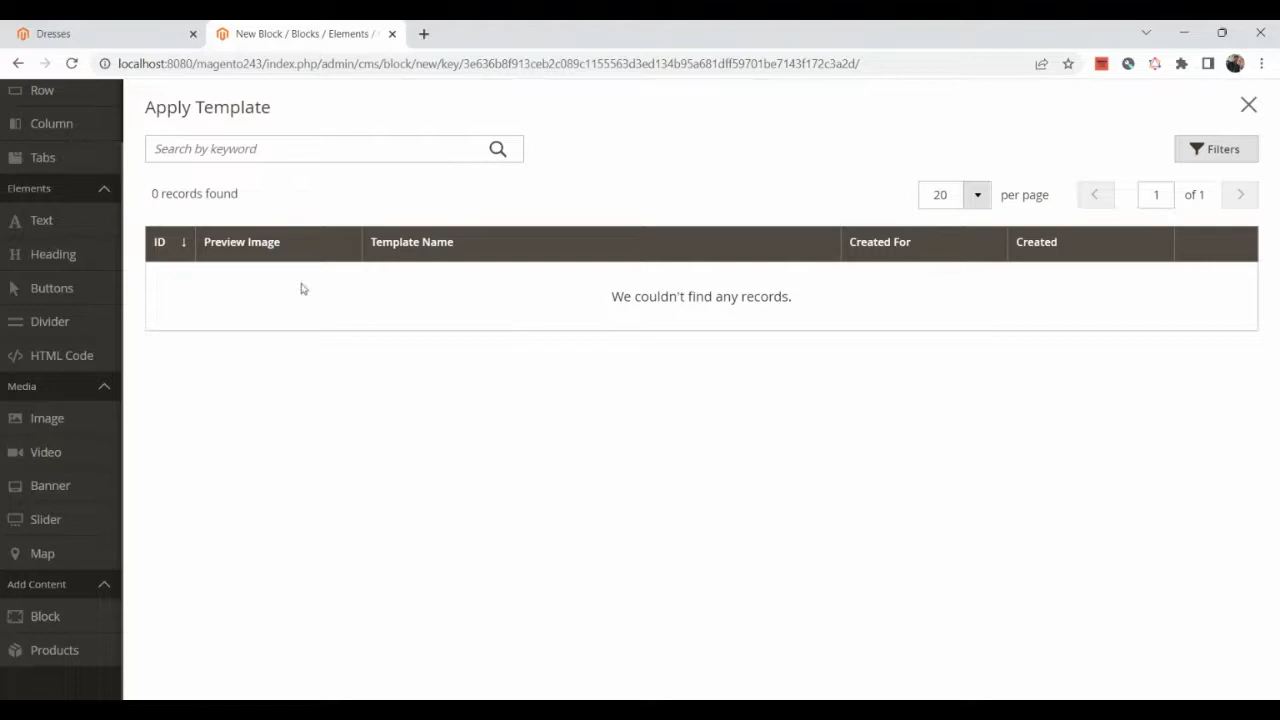 Dresses
New Block / Blocks / Elements /
localhost:8080/magento243/index.php/admin/cms/block/new/key/3e636b8f913ceb2c089c1155563d3ed134b95a681dff59701be7143f172c3a2d/
Row
Column
Tabs
Elements
Text
Heading
Buttons
Divider
HTML Code
Media
Image
Video
Banner
Slider
Map
Add Content
Block
Products
Apply Template
Search by keyword
Filters
0 records found
20 per page 1 of 1
ID ↓ Preview Image Template Name Created For Created
We couldn't find any records.